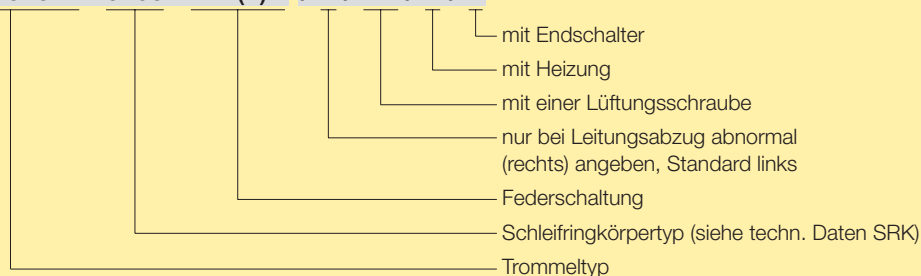 mit Endschalter
mit Heizung
mit einer Lüftungsschraube
nur bei Leitungsabzug abnormal
(rechts) angeben, Standard links
Federschaltung
Schleifringkörpertyp (siehe techn. Daten SRK)
Trommeltyp